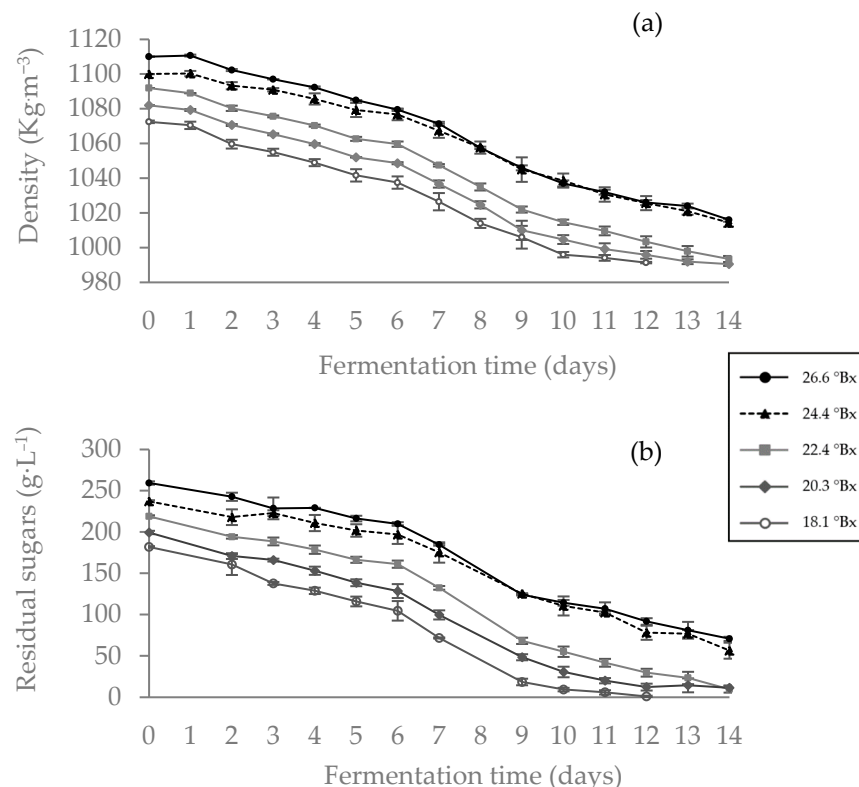 (a)
Density (Kg·m⁻³)
1120
1100
1080
1060
1040
1020
1000
980
0 1 2 3 4 5 6 7 8 9 10 11 12 13 14
Fermentation time (days)
26.6 °Bx
24.4 °Bx
22.4 °Bx
20.3 °Bx
18.1 °Bx
(b)
Residual sugars (g·L⁻¹)
300
250
200
150
100
50
0
0 1 2 3 4 5 6 7 8 9 10 11 12 13 14
Fermentation time (days)